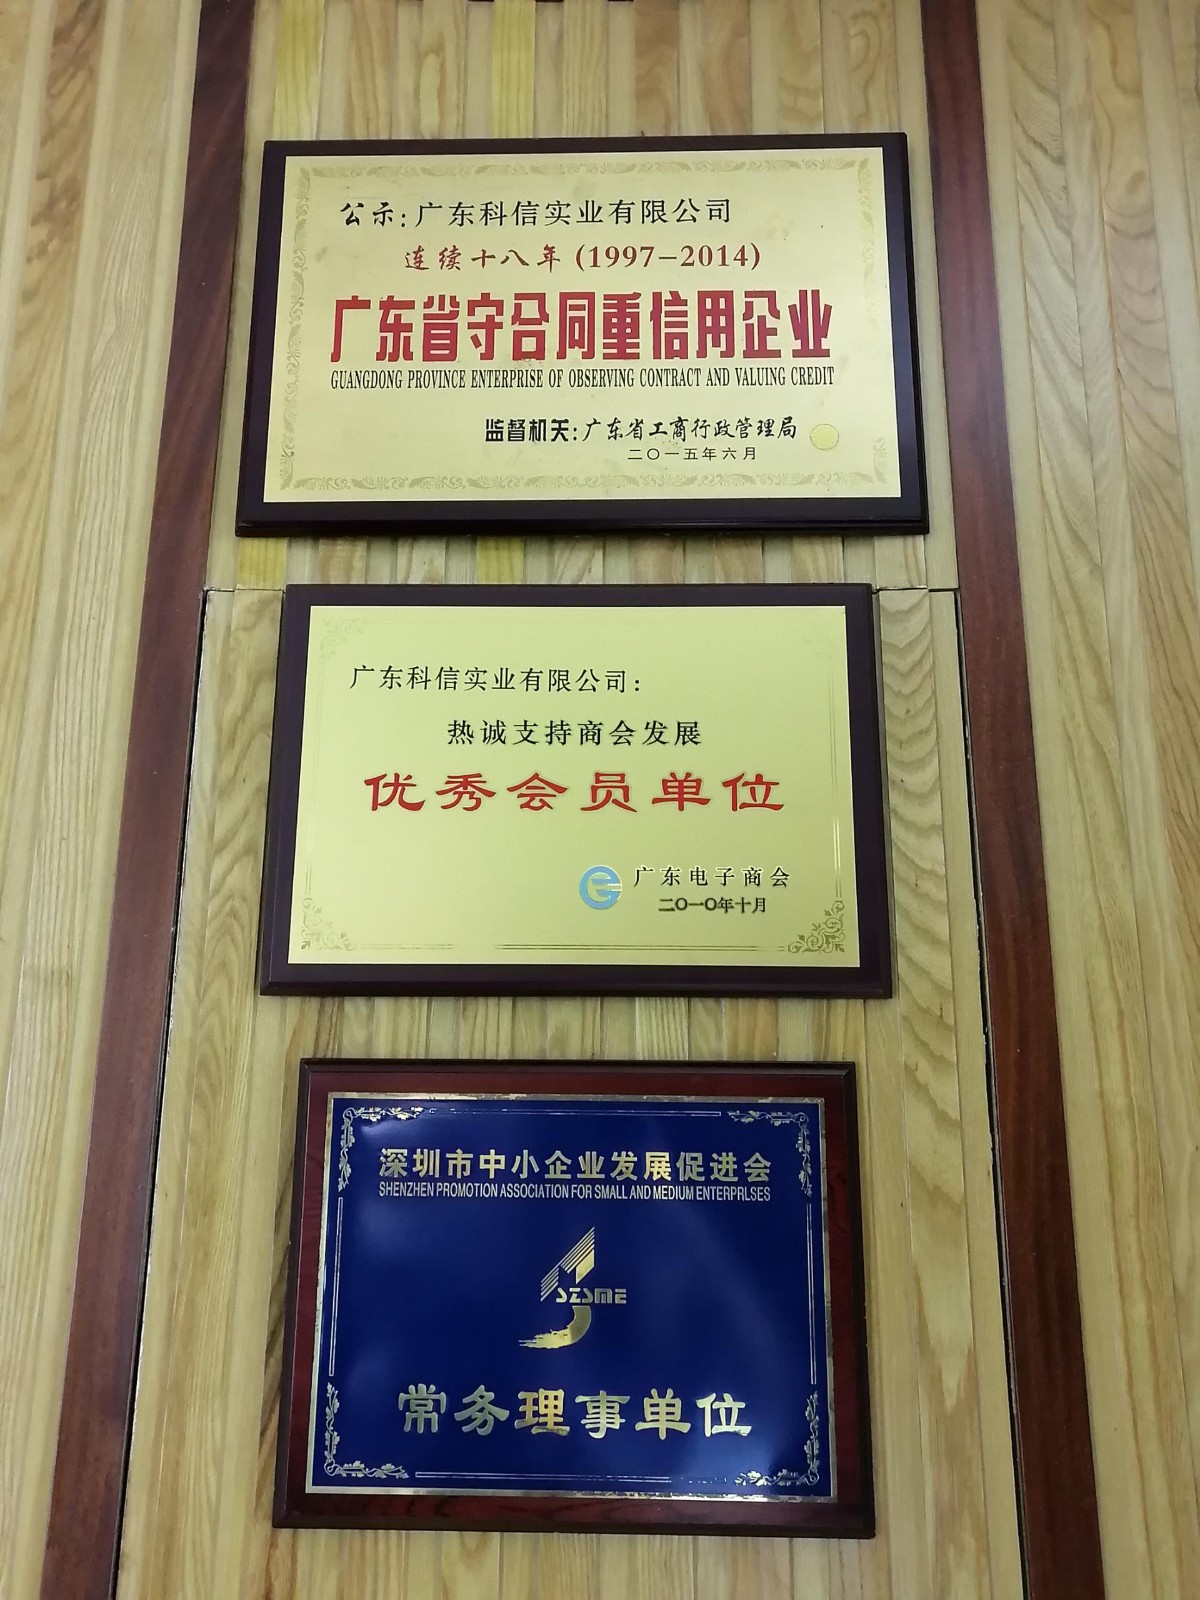 公示:广东科信实业有限公司
连续十八年(1997-2014)
广东省守合同重信用企业
GUANGDONG PROVINCE ENTERPRISE OF OBSERVING CONTRACT AND VALUING CREDIT
监督机关:广东省工商行政管理局
二〇一五年六月
广东科信实业有限公司:
热诚支持商会发展
优秀会员单位
广东电子商会
二〇一〇年十月
深圳市中小企业发展促进会
SHENZHEN PROMOTION ASSOCIATION FOR SMALL AND MEDIUM ENTERPRLSES
SZSME
常务理事单位